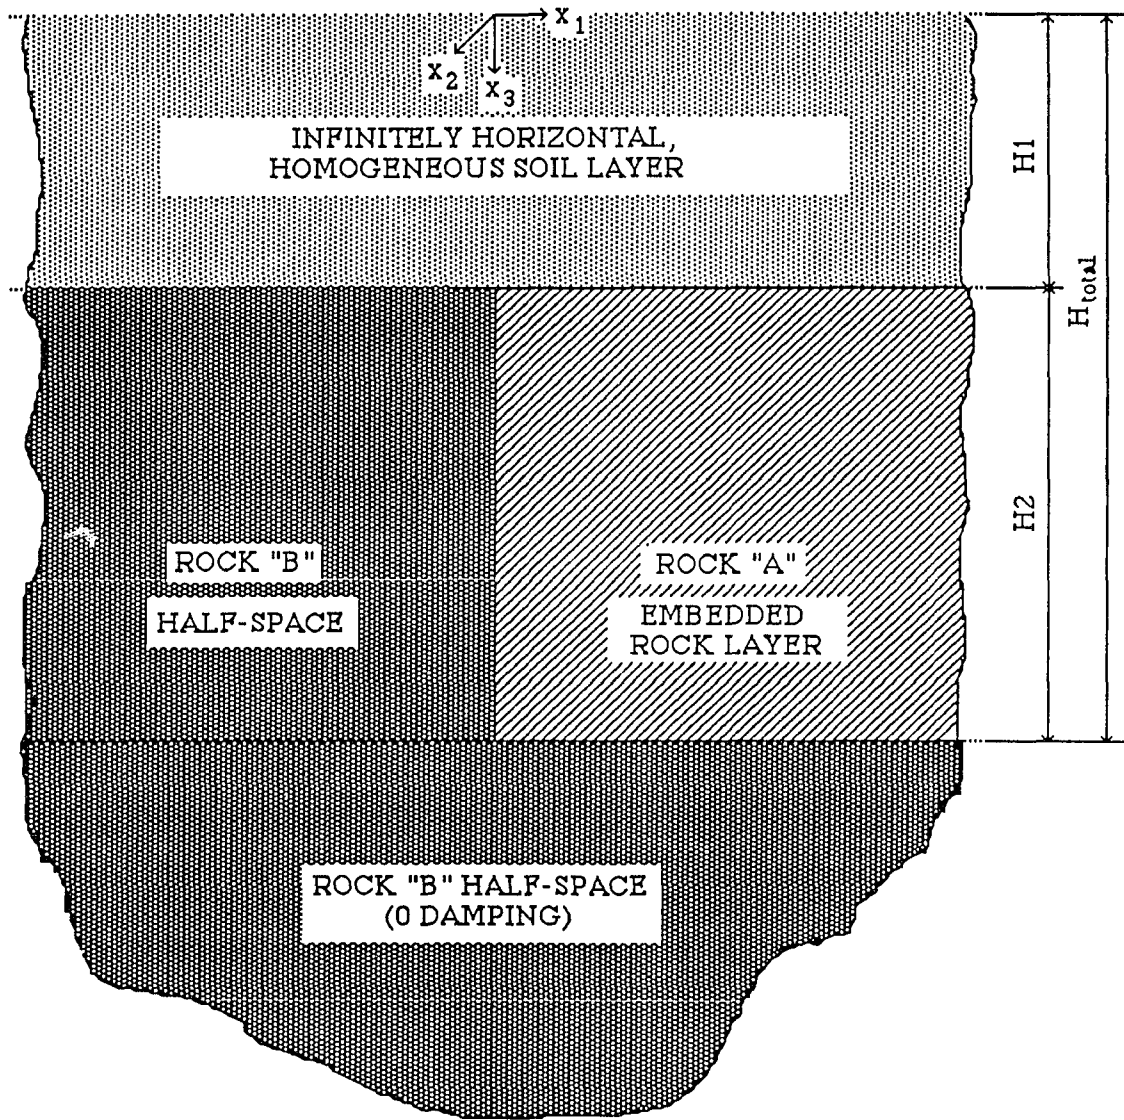 x1
x2
x3
INFINITELY HORIZONTAL,
HOMOGENEOUS SOIL LAYER
H1
Htotal
H2
ROCK "B"
HALF-SPACE
ROCK "A"
EMBEDDED
ROCK LAYER
ROCK "B" HALF-SPACE
(0 DAMPING)